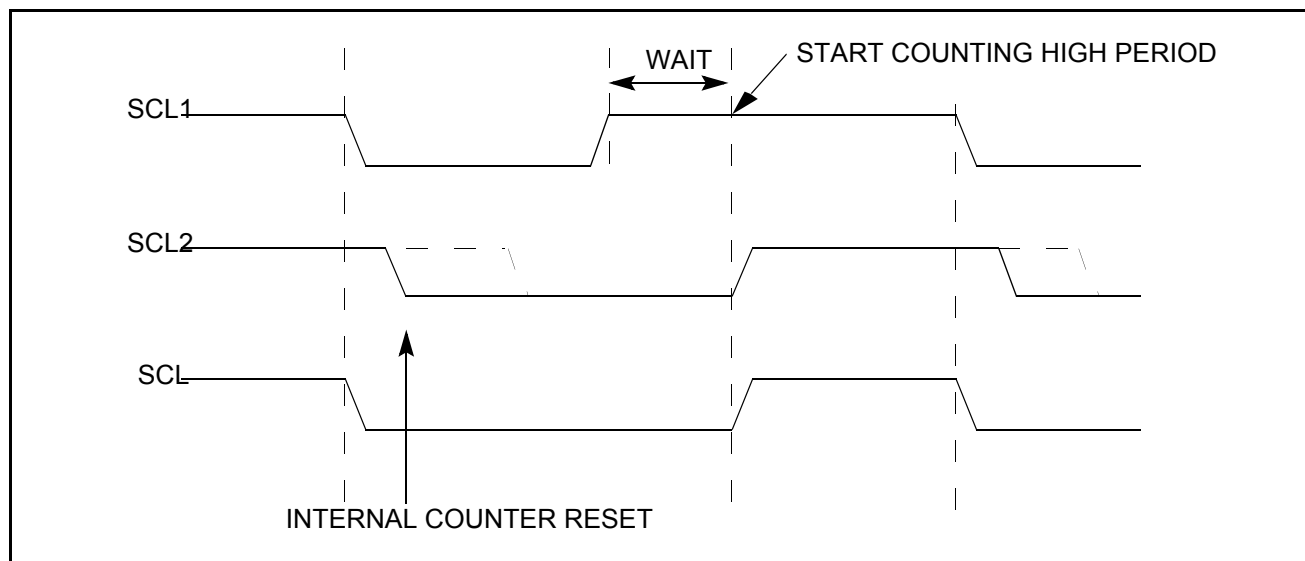 WAIT
START COUNTING HIGH PERIOD
SCL1
SCL2
SCL
INTERNAL COUNTER RESET